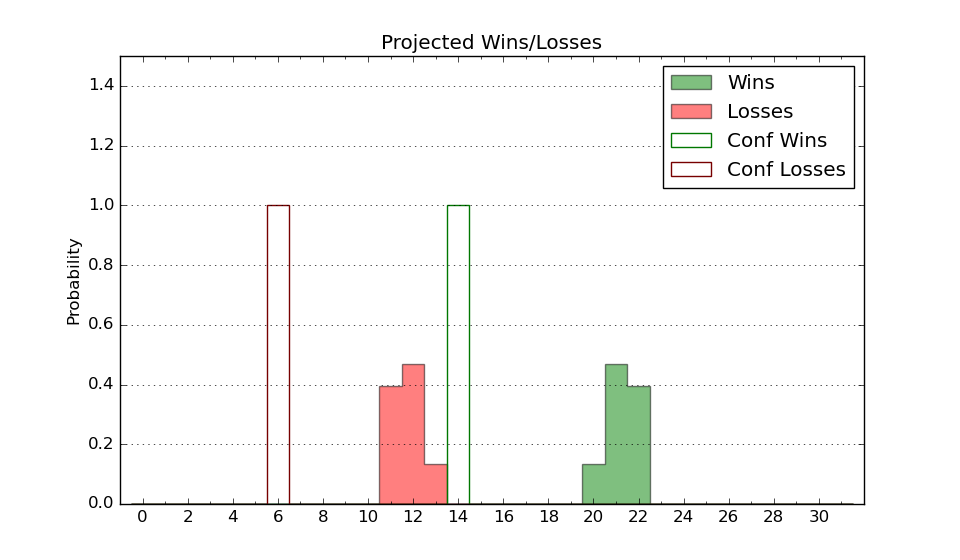 Projected Wins/Losses
Wins
Losses
Conf Wins
Conf Losses
Probability
1.4
1.2
1.0
0.8
0.6
0.4
0.2
0.0
0 2 4 6 8 10 12 14 16 18 20 22 24 26 28 30